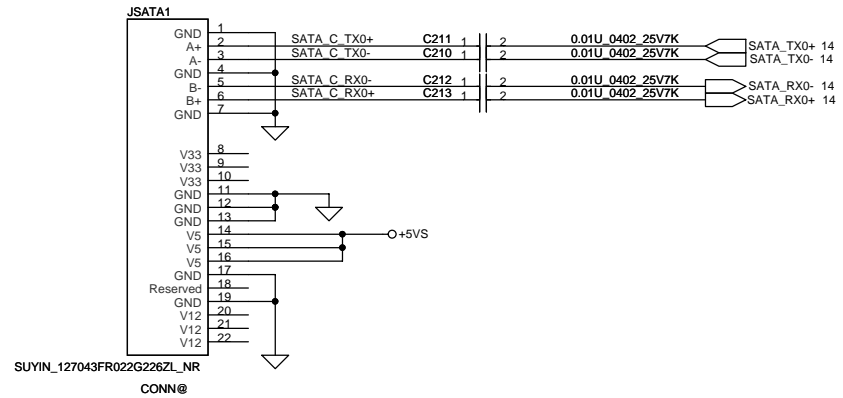 JSATA1
GND 1
A+ 2 SATA_C_TX0+ C211 1 2 0.01U_0402_25V7K SATA_TX0+ 14
A- 3 SATA_C_TX0- C210 1 2 0.01U_0402_25V7K SATA_TX0- 14
GND 4
B- 5 SATA_C_RX0- C212 1 2 0.01U_0402_25V7K SATA_RX0- 14
B+ 6 SATA_C_RX0+ C213 1 2 0.01U_0402_25V7K SATA_RX0+ 14
GND 7
V33 8
V33 9
V33 10
GND 11
GND 12
GND 13
V5 14 +5VS
V5 15
V5 16
GND 17
Reserved 18
GND 19
V12 20
V12 21
V12 22
SUYIN_127043FR022G226ZL_NR
CONN@